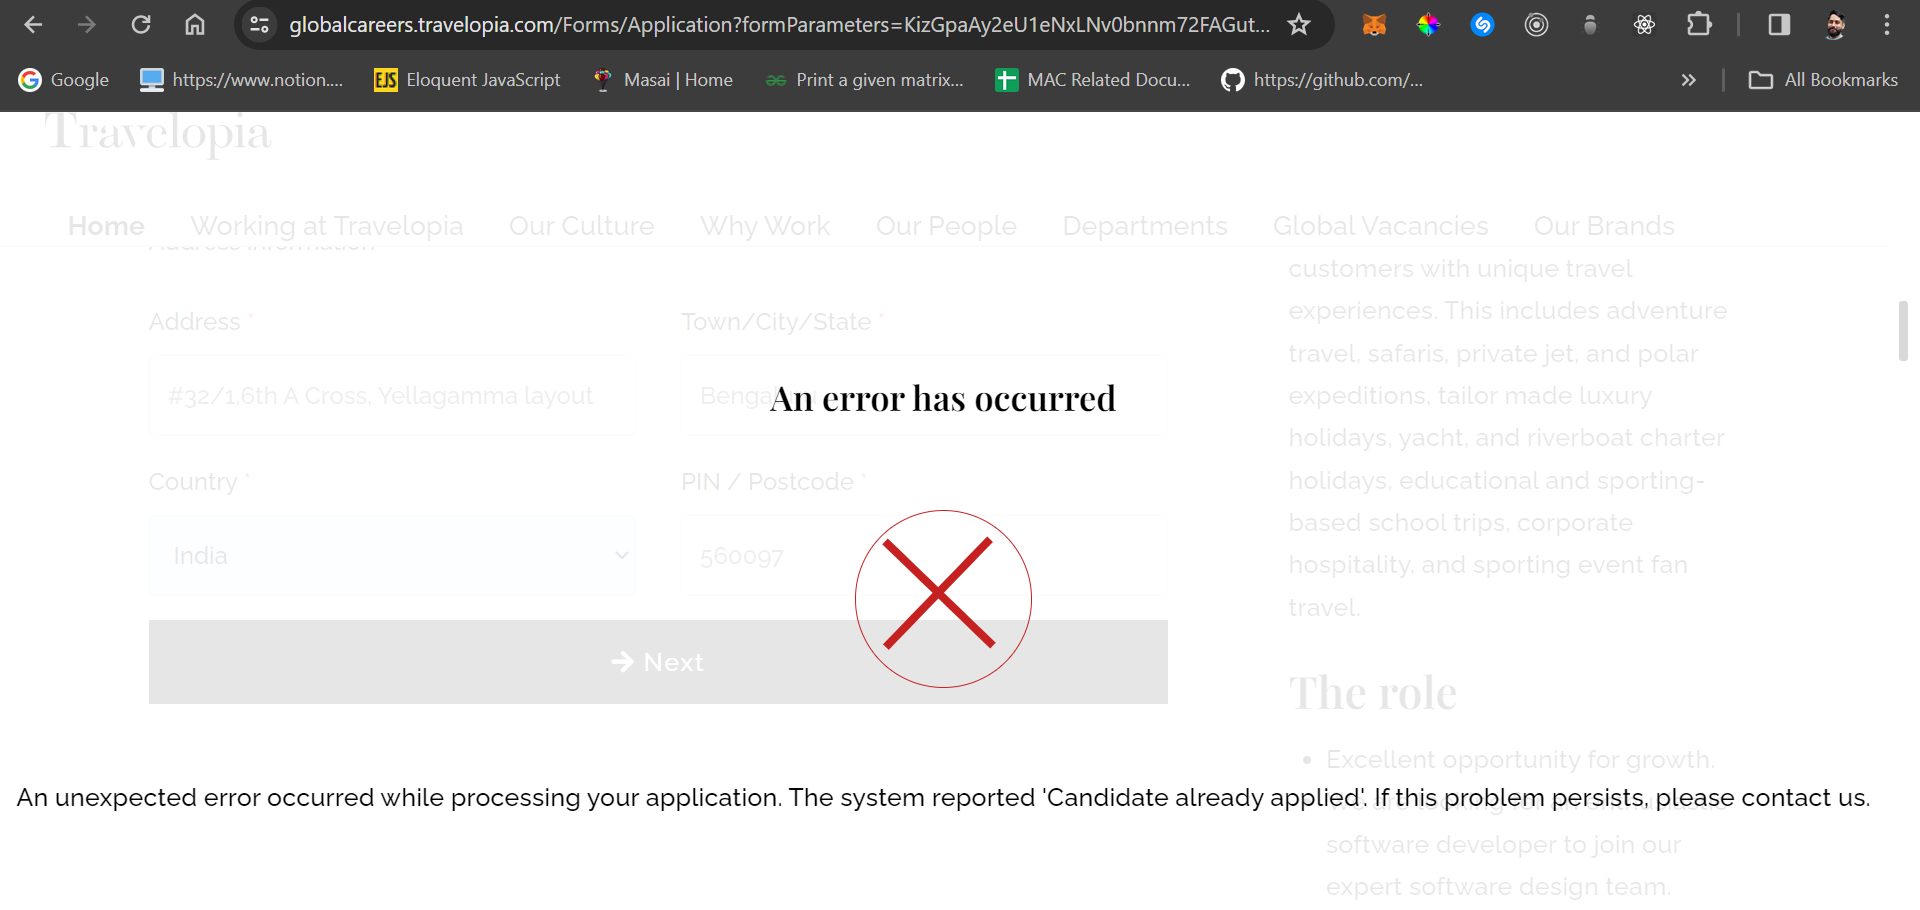 globalcareers.travelopia.com/Forms/Application?formParameters=KizGpaAy2eU1eNxLNv0bnnm72FAGut...
Google
https://www.notion....
EJS Eloquent JavaScript
Masai | Home
Print a given matrix...
MAC Related Docu...
https://github.com/...
»
All Bookmarks
Travelopia
Home Working at Travelopia Our Culture Why Work Our People Departments Global Vacancies Our Brands
Address Information
Address *
Town/City/State *
#32/1,6th A Cross, Yellagamma layout
Country *
PIN / Postcode *
India
560097
Next
customers with unique travel
experiences. This includes adventure
travel, safaris, private jet, and polar
expeditions, tailor made luxury
holidays, yacht, and riverboat charter
holidays, educational and sporting-
based school trips, corporate
hospitality, and sporting event fan
travel.
The role
• Excellent opportunity for growth.
software developer to join our
expert software design team.
An error has occurred
An unexpected error occurred while processing your application. The system reported 'Candidate already applied'. If this problem persists, please contact us.